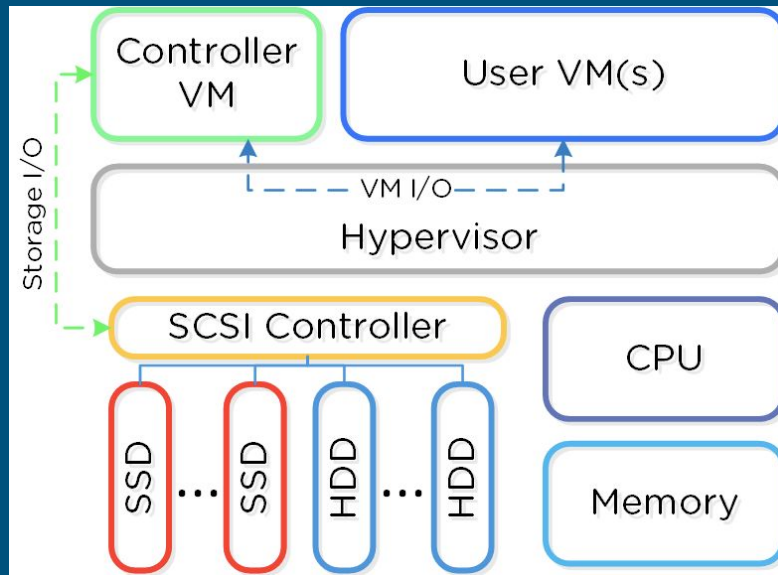 Controller
VM
User VM(s)
Storage I/O
VM I/O
Hypervisor
SCSI Controller
CPU
SSD
...
SSD
HDD
...
HDD
Memory